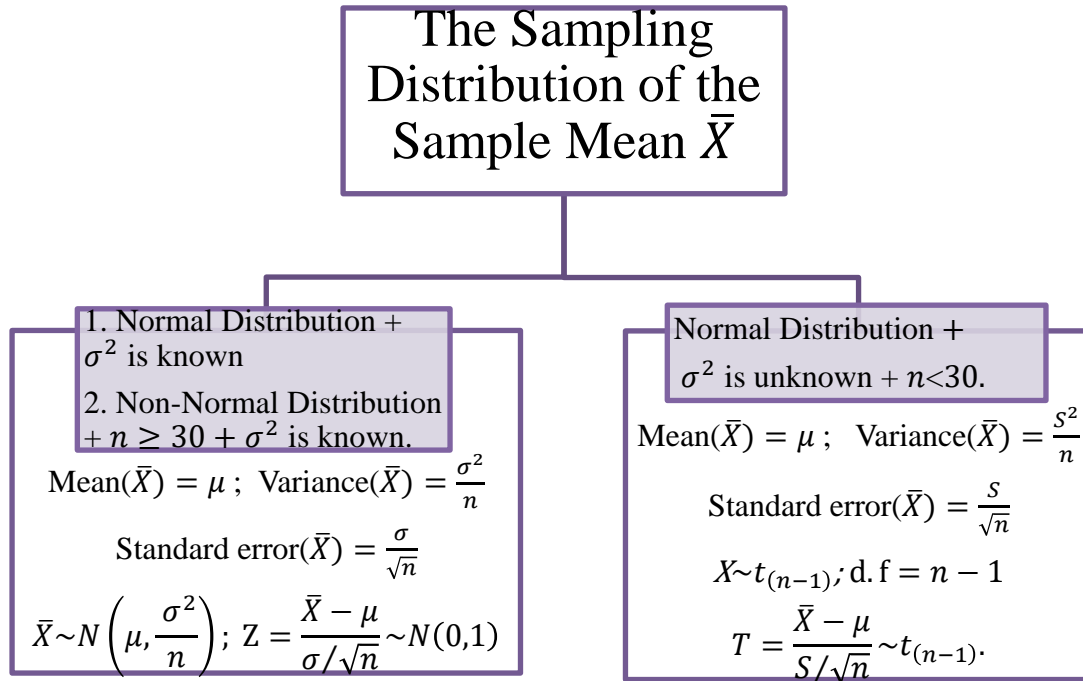 The Sampling
Distribution of the
Sample Mean X̄
1. Normal Distribution +
σ² is known
2. Non-Normal Distribution
+ n ≥ 30 + σ² is known.
Mean(X̄) = μ ; Variance(X̄) = σ²/n
Standard error(X̄) = σ/√n
X̄~N(μ, σ²/n) ; Z = (X̄ − μ)/(σ/√n) ~N(0,1)
Normal Distribution +
σ² is unknown + n<30.
Mean(X̄) = μ ; Variance(X̄) = S²/n
Standard error(X̄) = S/√n
X~t₍ₙ₋₁₎; d.f = n − 1
T = (X̄ − μ)/(S/√n) ~t₍ₙ₋₁₎.